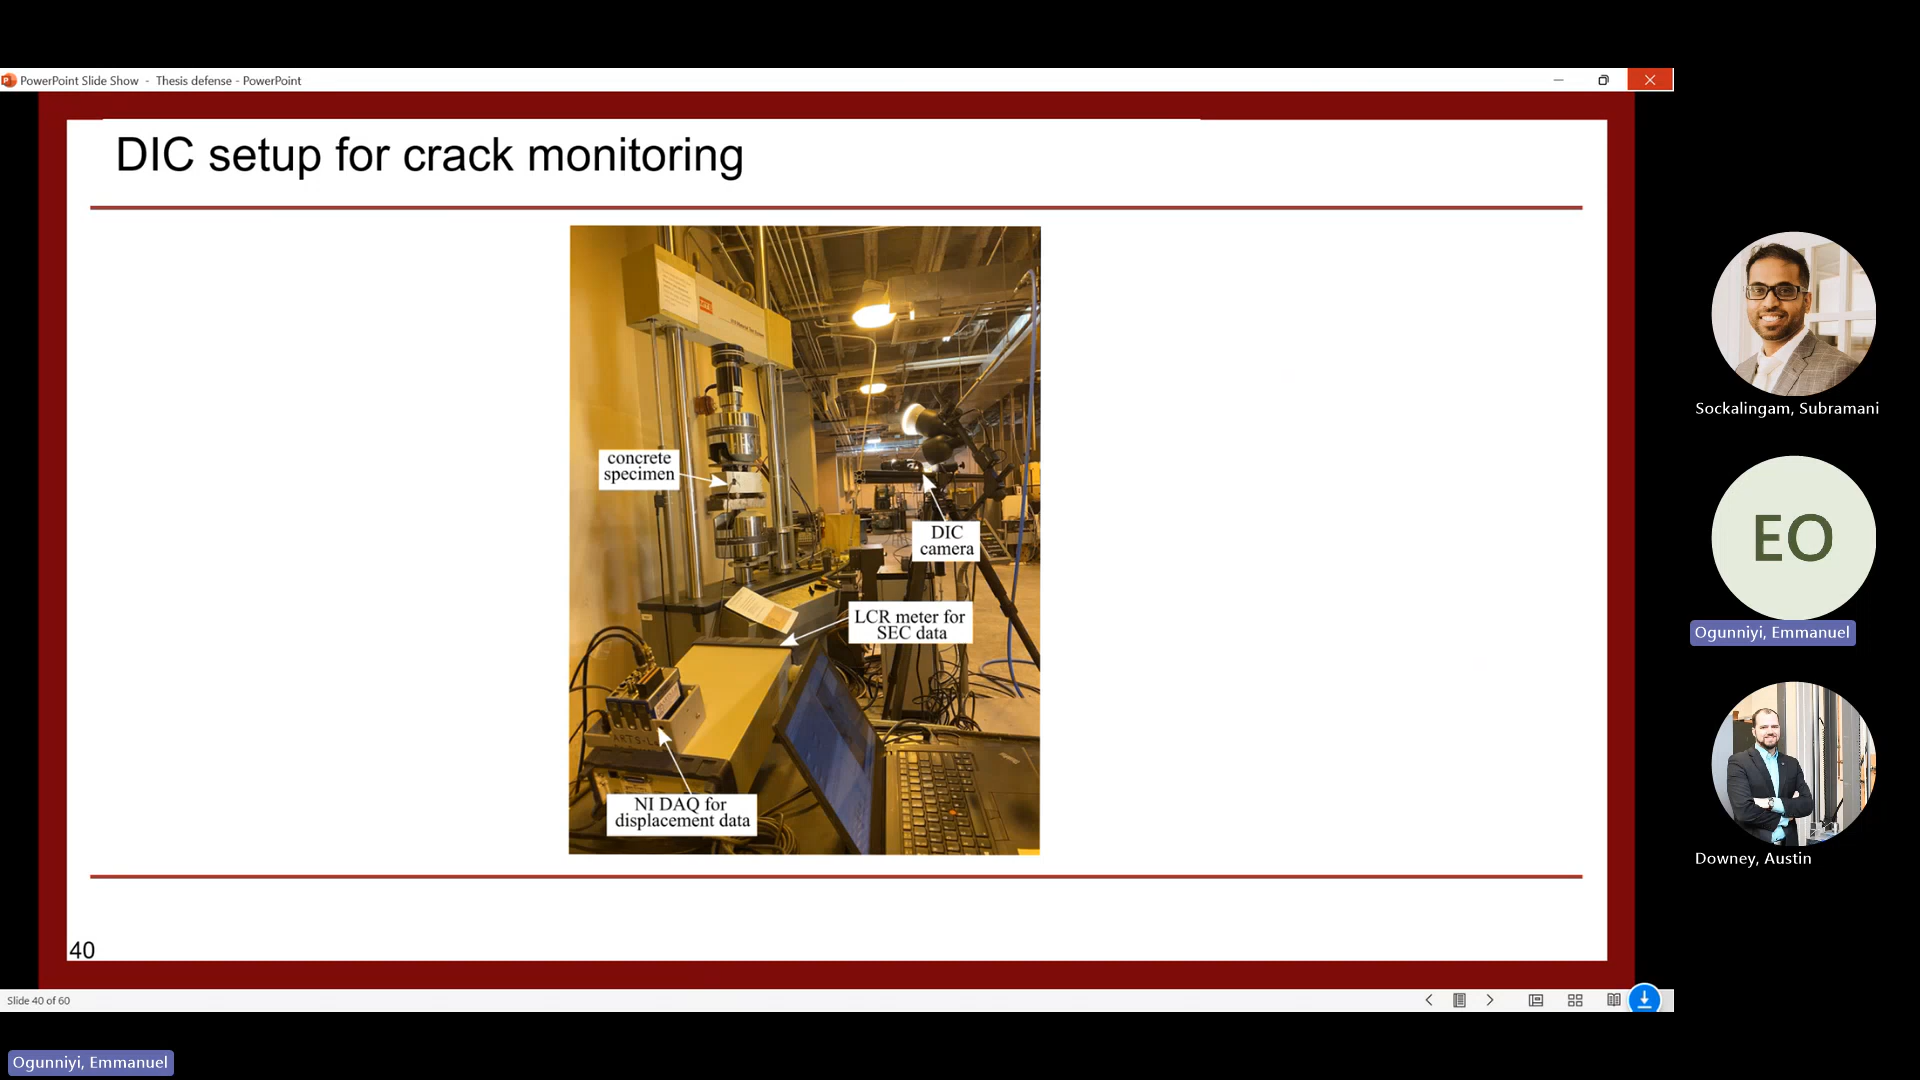 PowerPoint Slide Show - Thesis defense - PowerPoint
DIC setup for crack monitoring
concrete
specimen
DIC
camera
LCR meter for
SEC data
ARTS-L
NI DAQ for
displacement data
40
Slide 40 of 60
Sockalingam, Subramani
EO
Ogunniyi, Emmanuel
Downey, Austin
Ogunniyi, Emmanuel